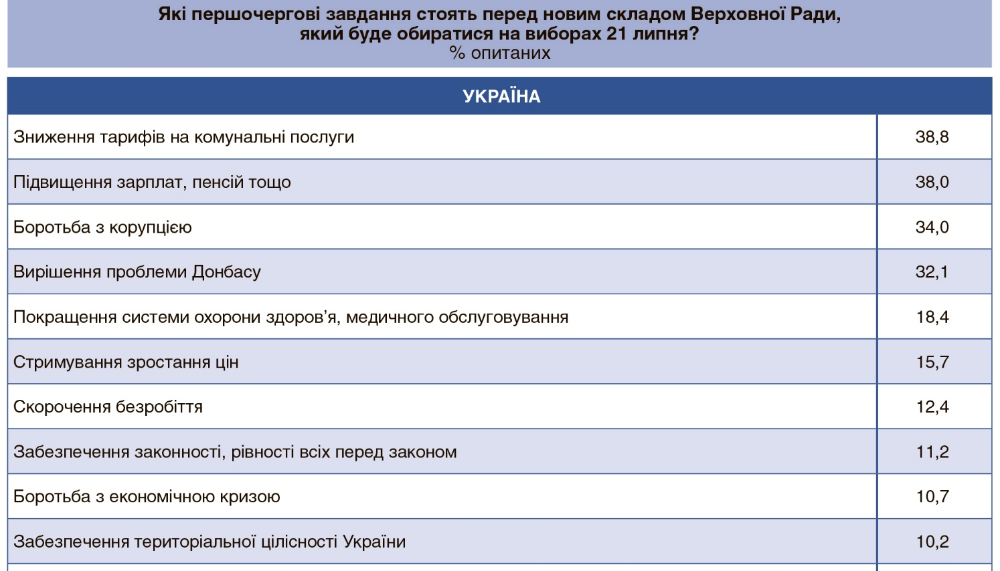 Які першочергові завдання стоять перед новим складом Верховної Ради,
який буде обиратися на виборах 21 липня?
% опитаних
УКРАЇНА
Зниження тарифів на комунальні послуги 38,8
Підвищення зарплат, пенсій тощо 38,0
Боротьба з корупцією 34,0
Вирішення проблеми Донбасу 32,1
Покращення системи охорони здоров’я, медичного обслуговування 18,4
Стримування зростання цін 15,7
Скорочення безробіття 12,4
Забезпечення законності, рівності всіх перед законом 11,2
Боротьба з економічною кризою 10,7
Забезпечення територіальної цілісності України 10,2